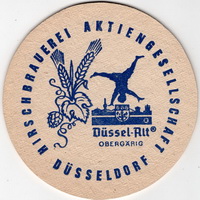 HIRSCHBRAUEREI AKTIENGESELLSCHAFT
DÜSSELDORF
Düssel-Alt
OBERGÄRIG